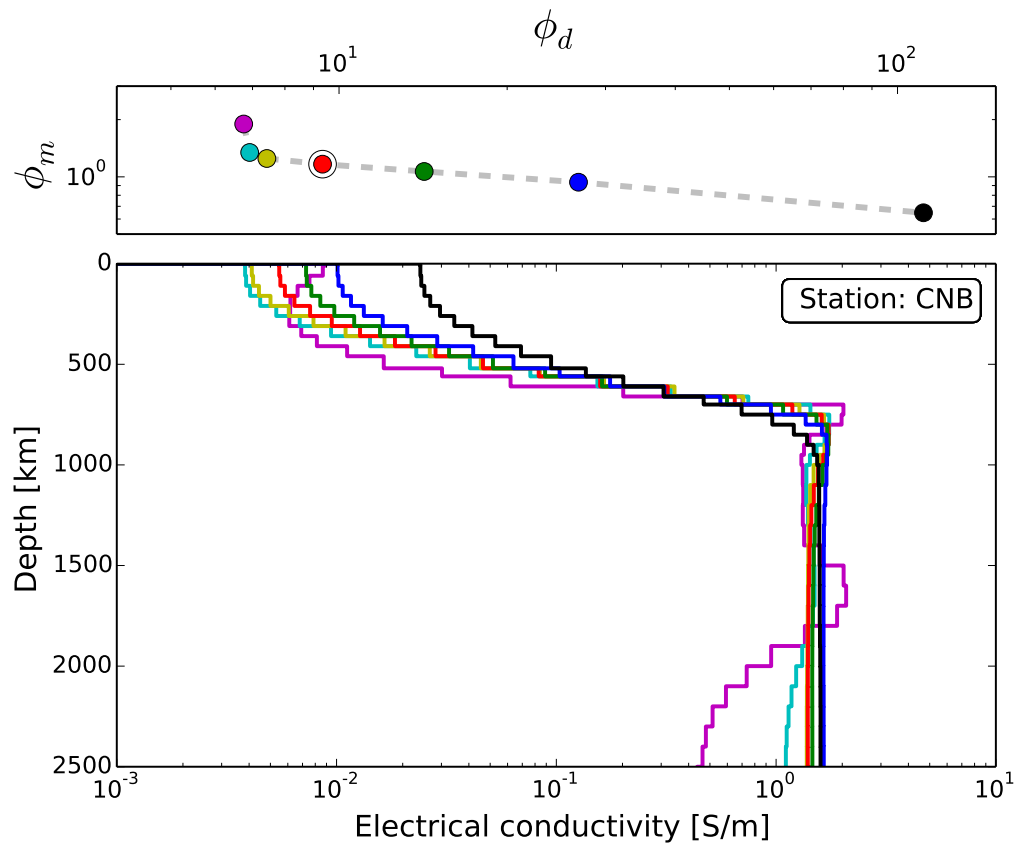 ϕ_d
10^1 10^2
ϕ_m
10^0
0
Station: CNB
500
1000
1500
2000
2500
Depth [km]
10^-3 10^-2 10^-1 10^0 10^1
Electrical conductivity [S/m]